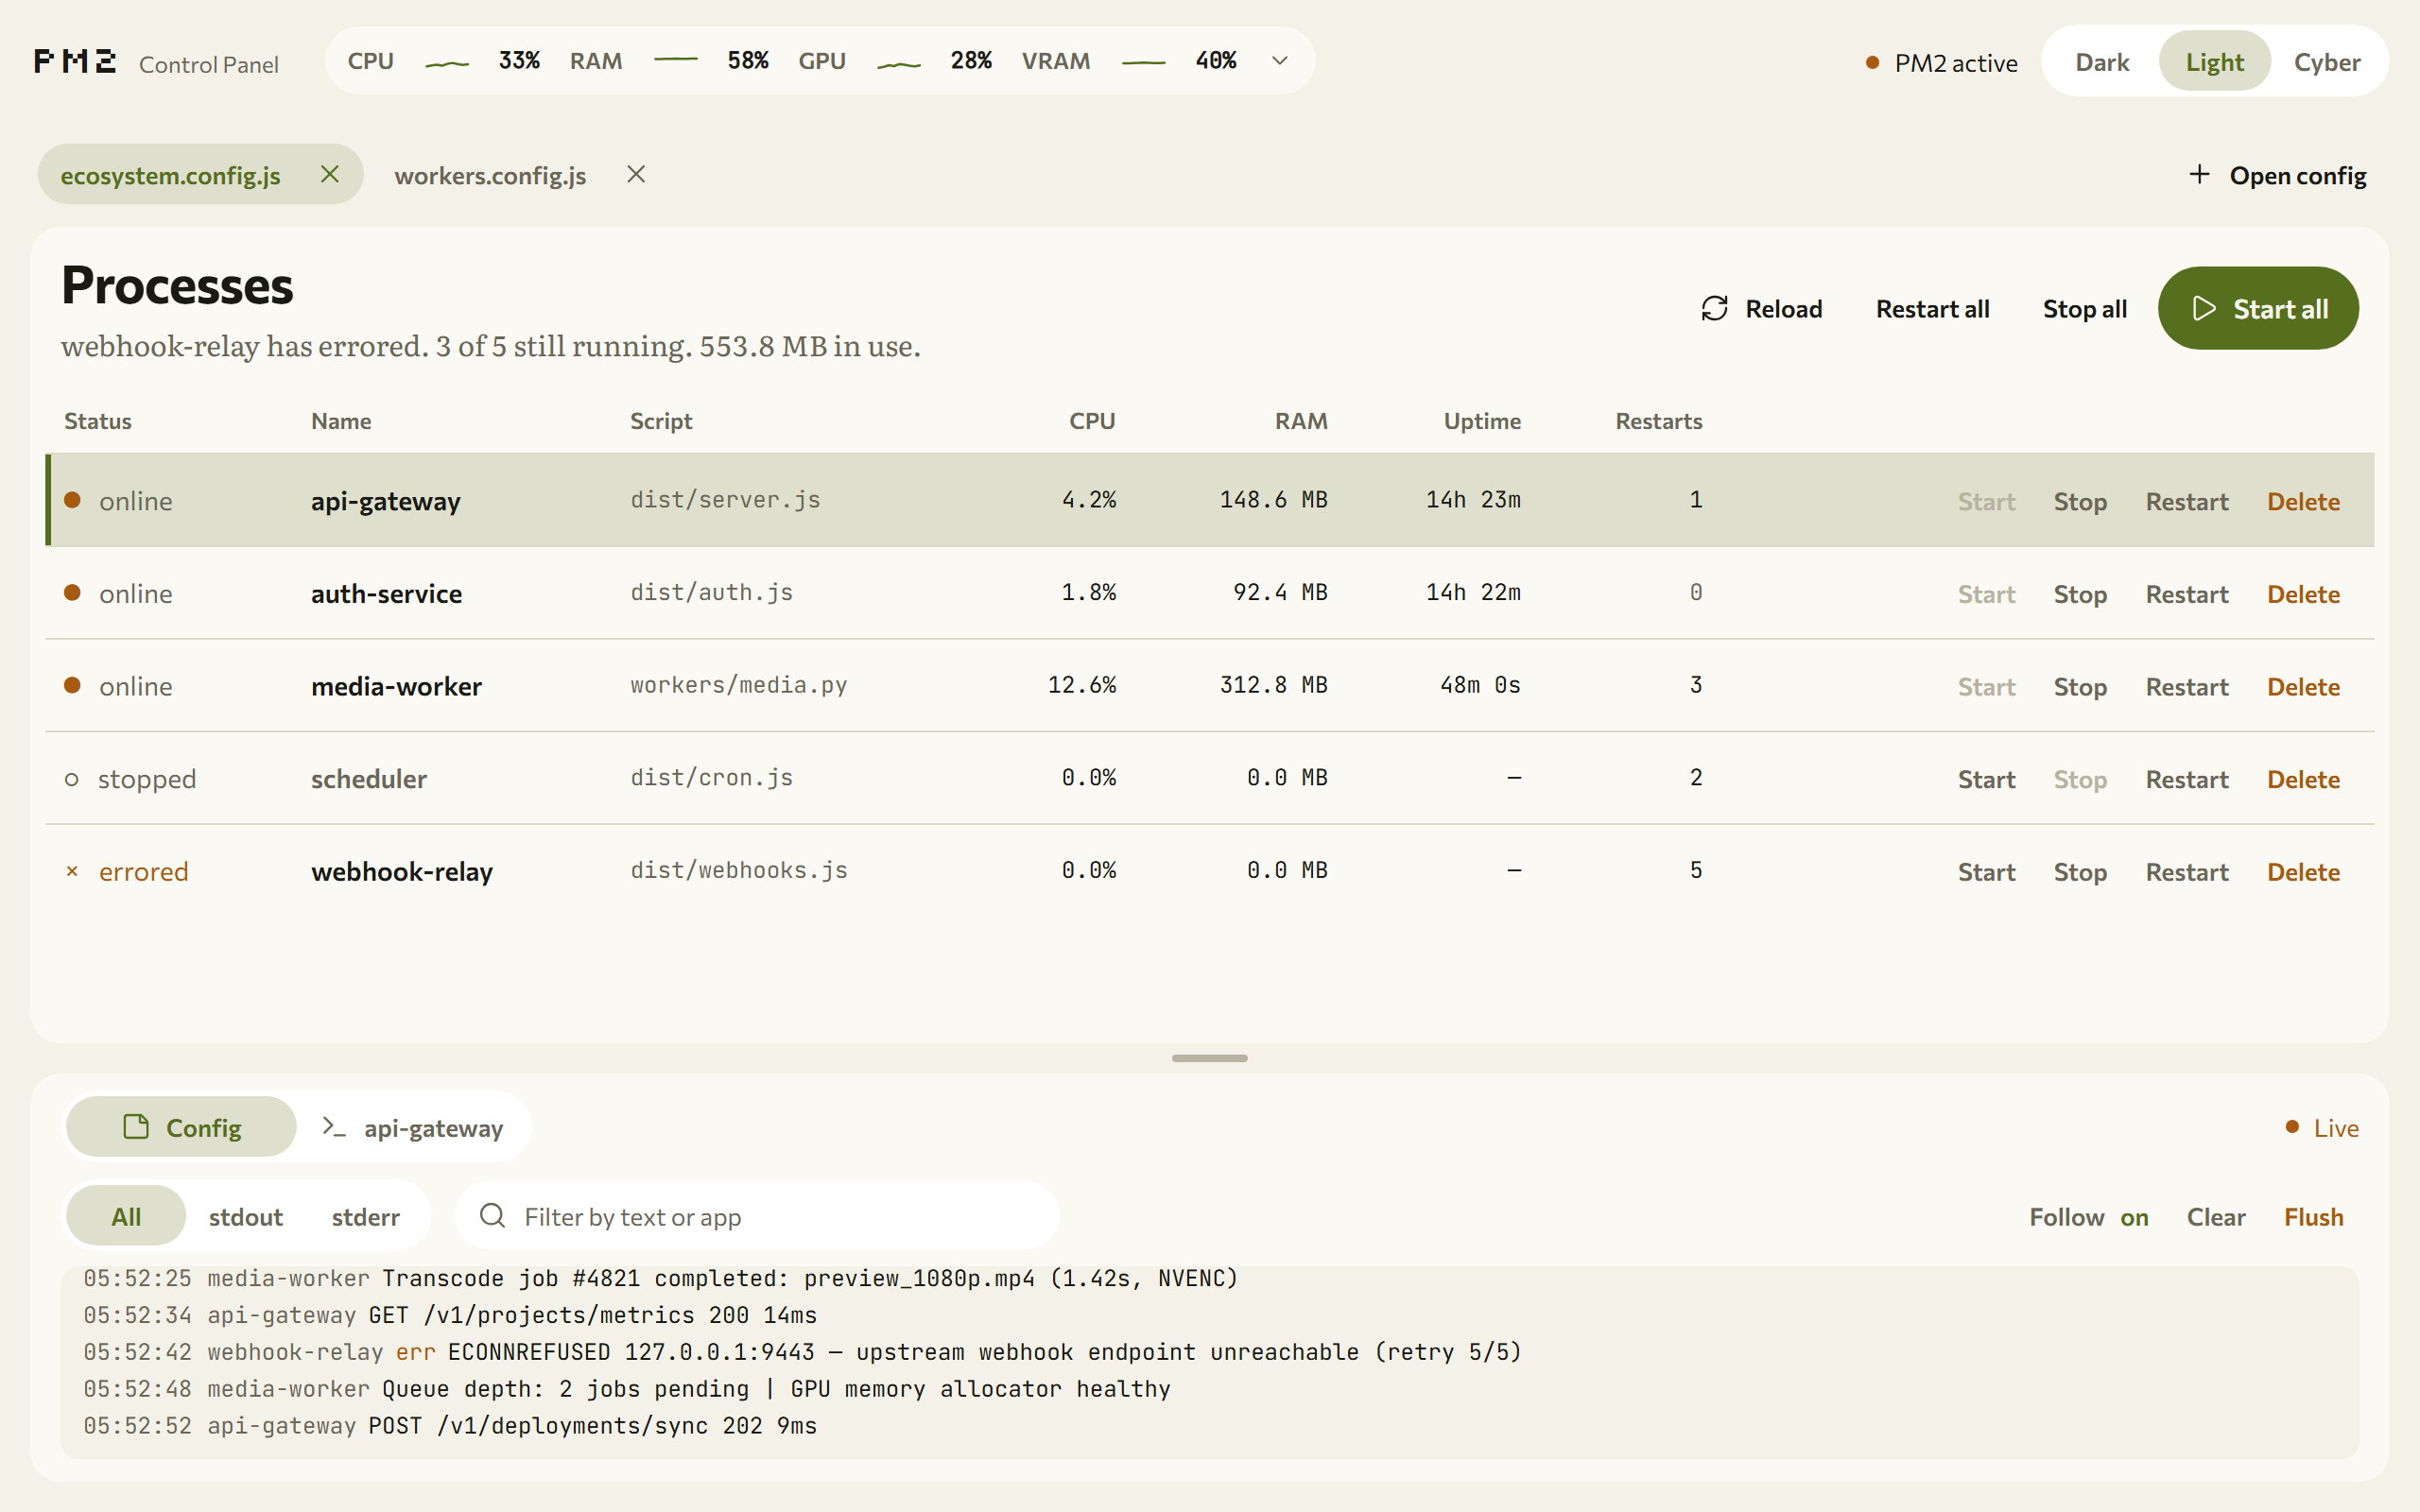 PM2 Control Panel CPU 33% RAM 58% GPU 28% VRAM 40% PM2 active Dark Light Cyber
ecosystem.config.js workers.config.js Open config
Processes
webhook-relay has errored. 3 of 5 still running. 553.8 MB in use.
Reload Restart all Stop all Start all
Status Name Script CPU RAM Uptime Restarts
online api-gateway dist/server.js 4.2% 148.6 MB 14h 23m 1 Start Stop Restart Delete
online auth-service dist/auth.js 1.8% 92.4 MB 14h 22m 0 Start Stop Restart Delete
online media-worker workers/media.py 12.6% 312.8 MB 48m 0s 3 Start Stop Restart Delete
stopped scheduler dist/cron.js 0.0% 0.0 MB — 2 Start Stop Restart Delete
errored webhook-relay dist/webhooks.js 0.0% 0.0 MB — 5 Start Stop Restart Delete
Config api-gateway Live
All stdout stderr Filter by text or app Follow on Clear Flush
05:52:25 media-worker Transcode job #4821 completed: preview_1080p.mp4 (1.42s, NVENC)
05:52:34 api-gateway GET /v1/projects/metrics 200 14ms
05:52:42 webhook-relay err ECONNREFUSED 127.0.0.1:9443 — upstream webhook endpoint unreachable (retry 5/5)
05:52:48 media-worker Queue depth: 2 jobs pending | GPU memory allocator healthy
05:52:52 api-gateway POST /v1/deployments/sync 202 9ms